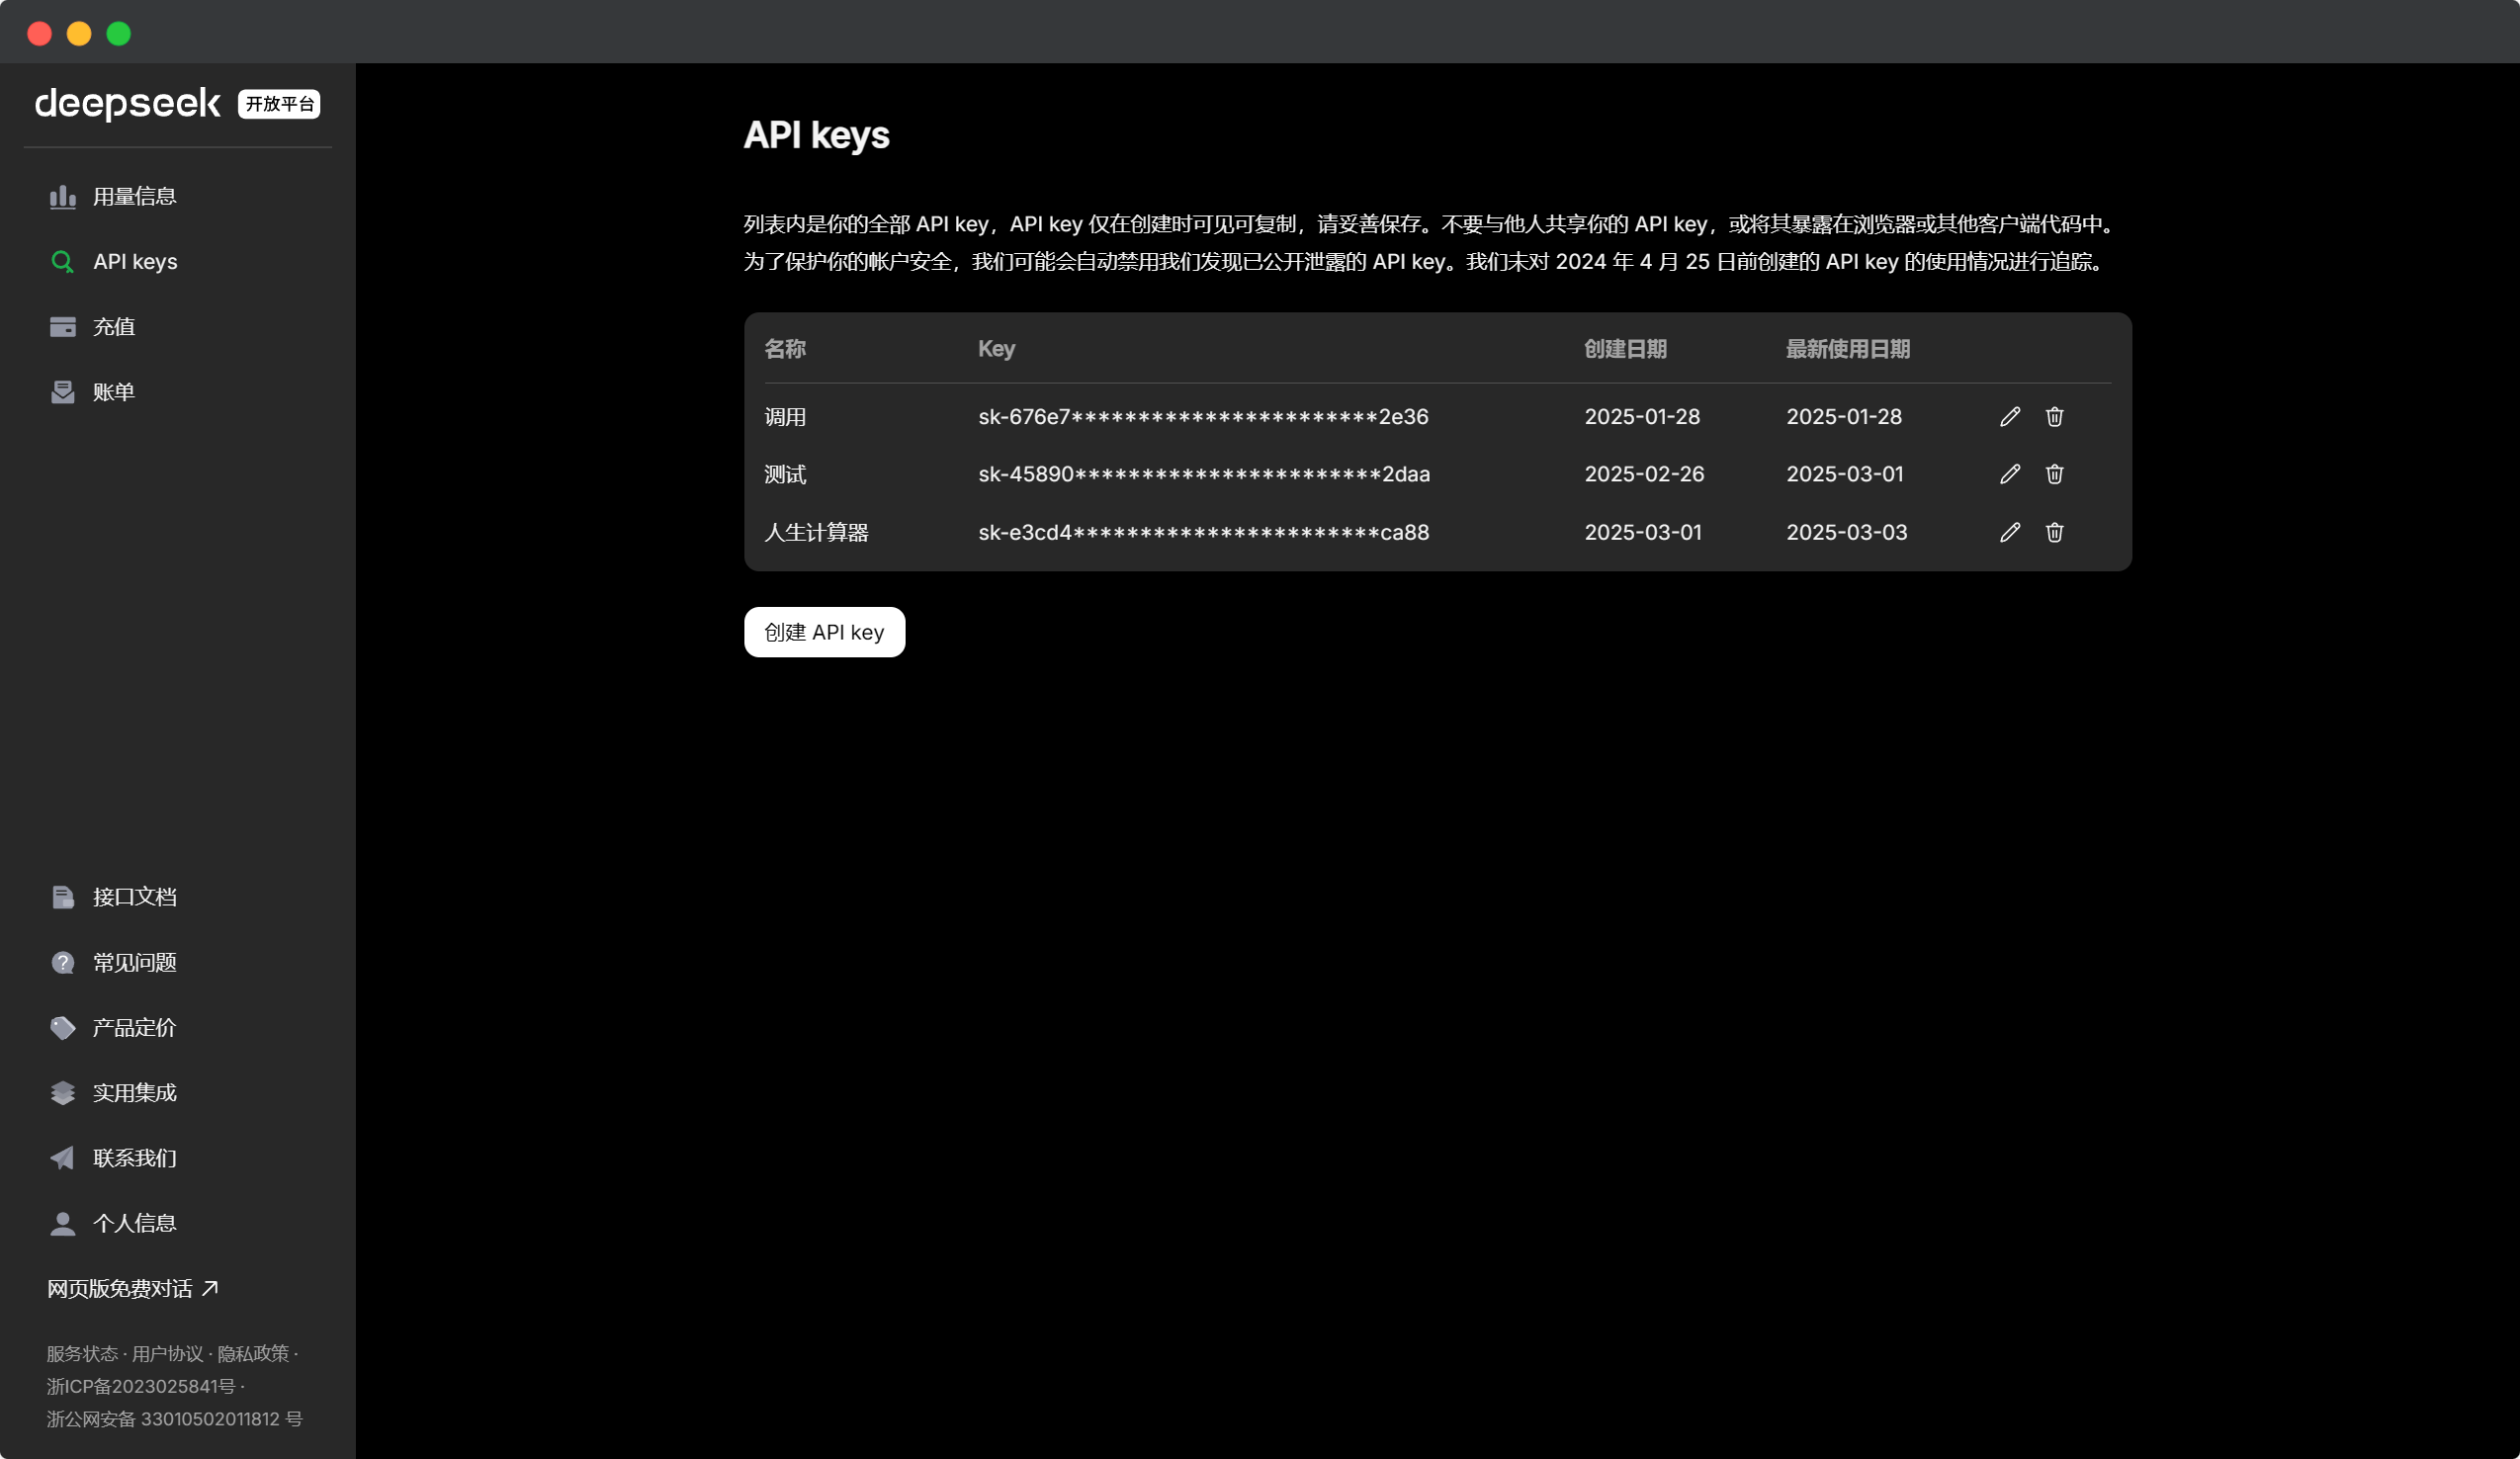 deepseek 开放平台
用量信息
API keys
充值
账单
接口文档
常见问题
产品定价
实用集成
联系我们
个人信息
网页版免费对话
服务状态 · 用户协议 · 隐私政策 ·
浙ICP备2023025841号 ·
浙公网安备 33010502011812 号
API keys
列表内是你的全部 API key，API key 仅在创建时可见可复制，请妥善保存。不要与他人共享你的 API key，或将其暴露在浏览器或其他客户端代码中。
为了保护你的帐户安全，我们可能会自动禁用我们发现已公开泄露的 API key。我们未对 2024 年 4 月 25 日前创建的 API key 的使用情况进行追踪。
名称 Key 创建日期 最新使用日期
调用 sk-676e7***********************2e36 2025-01-28 2025-01-28
测试 sk-45890***********************2daa 2025-02-26 2025-03-01
人生计算器 sk-e3cd4***********************ca88 2025-03-01 2025-03-03
创建 API key